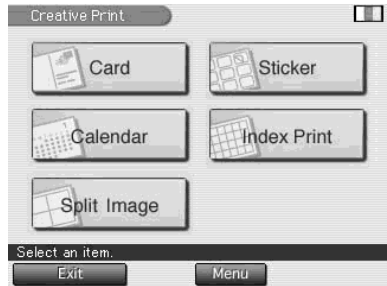 Creative Print
Card
Sticker
Calendar
Index Print
Split Image
Select an item.
Exit
Menu